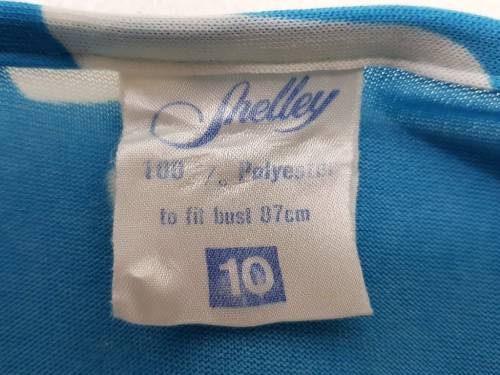 Shelley
100 % Polyester
to fit bust 87cm
10